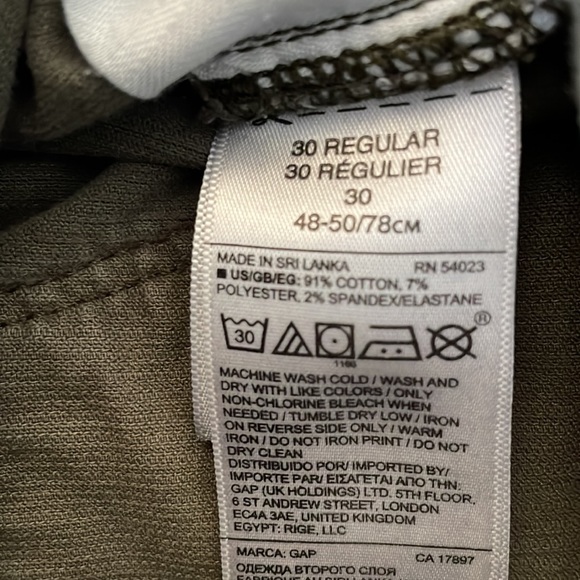 30 REGULAR
30 RÉGULIER
30
48-50/78CM
MADE IN SRI LANKA RN 54023
■ US/GB/EG: 91% COTTON, 7%
POLYESTER, 2% SPANDEX/ELASTANE
30
®
MACHINE WASH COLD / WASH AND
DRY WITH LIKE COLORS / ONLY
NON-CHLORINE BLEACH WHEN
NEEDED / TUMBLE DRY LOW / IRON
ON REVERSE SIDE ONLY / WARM
IRON / DO NOT IRON PRINT / DO NOT
DRY CLEAN
DISTRIBUIDO POR/ IMPORTED BY/
IMPORTE PAR/ ΕΙΣΑΓΕΤΑΙ ΑΠΟ ΤΗΝ:
GAP (UK HOLDINGS) LTD. 5TH FLOOR,
6 ST ANDREW STREET, LONDON
EC4A 3AE, UNITED KINGDOM
EGYPT: RIGE, LLC
MARCA: GAP CA 17897
ОДЕЖДА ВТОРОГО СЛОЯ